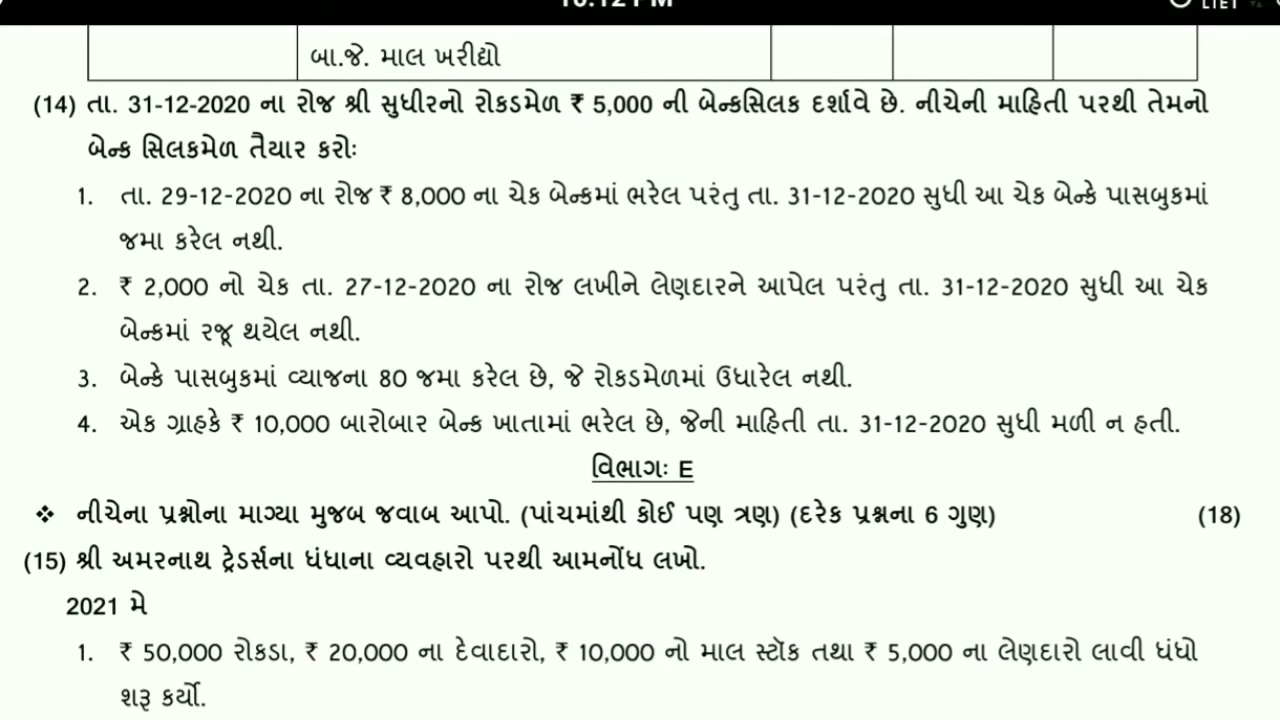 બા.જે. માલ ખરીદ્યો
(14) તા. 31-12-2020 ના રોજ શ્રી સુધીરનો રોકડમેળ ₹ 5,000 ની બેન્કસિલક દર્શાવે છે. નીચેની માહિતી પરથી તેમનો
બેન્ક સિલકમેળ તૈયાર કરોઃ
1. તા. 29-12-2020 ના રોજ ₹ 8,000 ના ચેક બેન્કમાં ભરેલ પરંતુ તા. 31-12-2020 સુધી આ ચેક બેન્કે પાસબુકમાં
જમા કરેલ નથી.
2. ₹ 2,000 નો ચેક તા. 27-12-2020 ના રોજ લખીને લેણદારને આપેલ પરંતુ તા. 31-12-2020 સુધી આ ચેક
બેન્કમાં રજૂ થયેલ નથી.
3. બેન્કે પાસબુકમાં વ્યાજના 80 જમા કરેલ છે, જે રોકડમેળમાં ઉધારેલ નથી.
4. એક ગ્રાહકે ₹ 10,000 બારોબાર બેન્ક ખાતામાં ભરેલ છે, જેની માહિતી તા. 31-12-2020 સુધી મળી ન હતી.
વિભાગઃ E
❖ નીચેના પ્રશ્નોના માગ્યા મુજબ જવાબ આપો. (પાંચમાંથી કોઈ પણ ત્રણ) (દરેક પ્રશ્નના 6 ગુણ) (18)
(15) શ્રી અમરનાથ ટ્રેડર્સના ધંધાના વ્યવહારો પરથી આમનોંધ લખો.
2021 મે
1. ₹ 50,000 રોકડા, ₹ 20,000 ના દેવાદારો, ₹ 10,000 નો માલ સ્ટૉક તથા ₹ 5,000 ના લેણદારો લાવી ધંધો
શરૂ કર્યો.